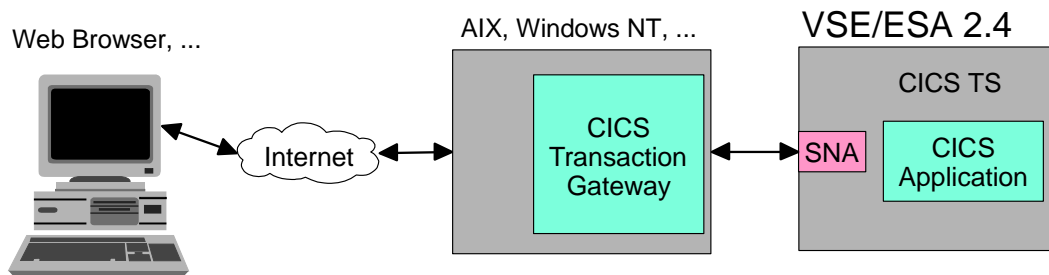 Web Browser, ...
AIX, Windows NT, ...
VSE/ESA 2.4
Internet
CICS
Transaction
Gateway
CICS TS
SNA
CICS
Application